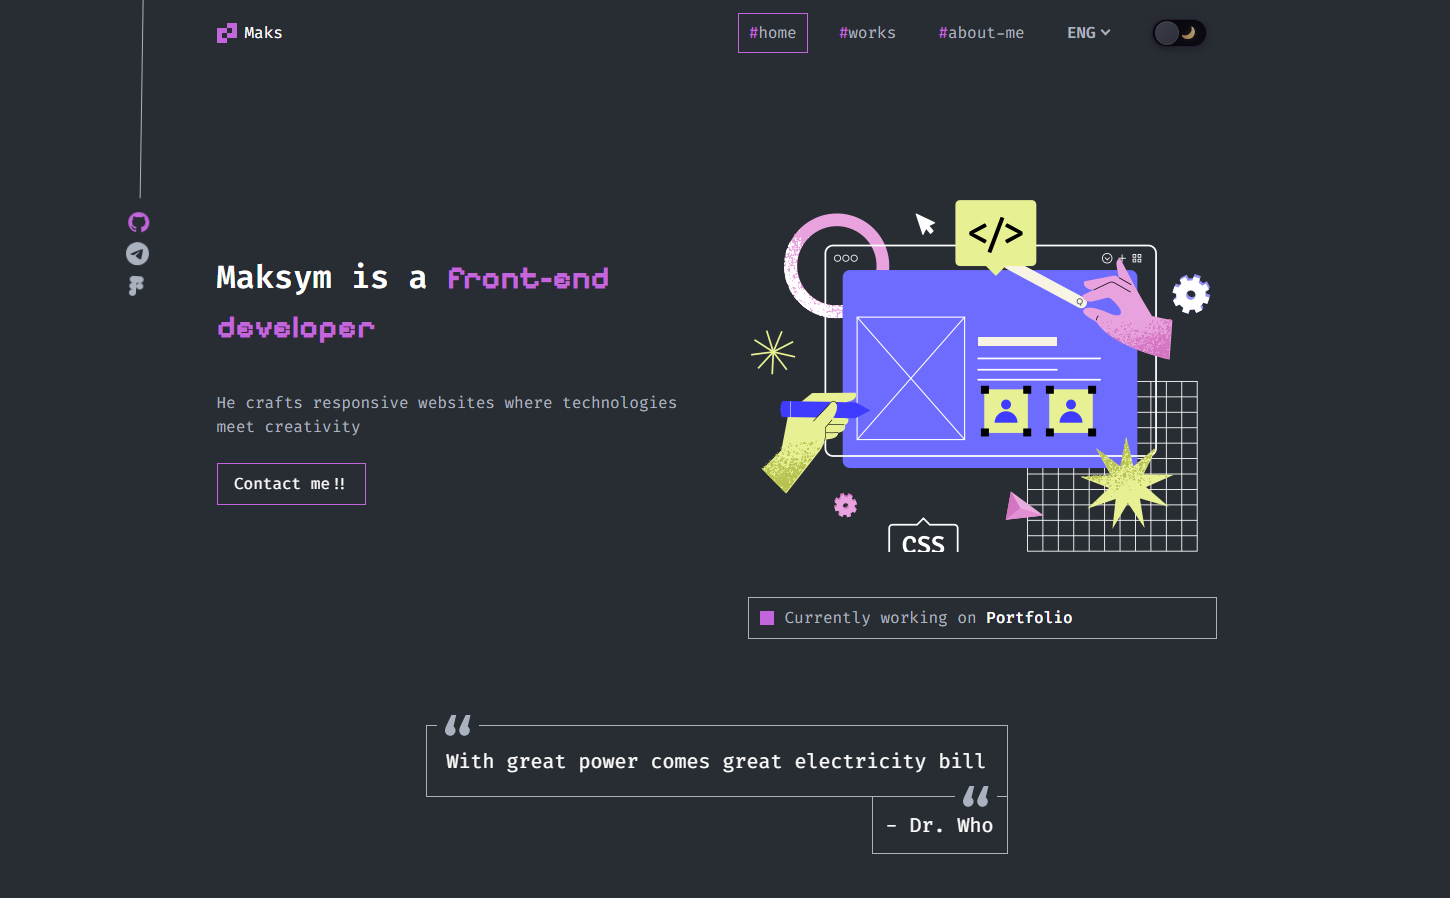 Maks
#home
#works
#about-me
ENG
</>
Maksym is a front-end
developer
He crafts responsive websites where technologies
meet creativity
Contact me!!
CSS
Currently working on Portfolio
With great power comes great electricity bill
- Dr. Who